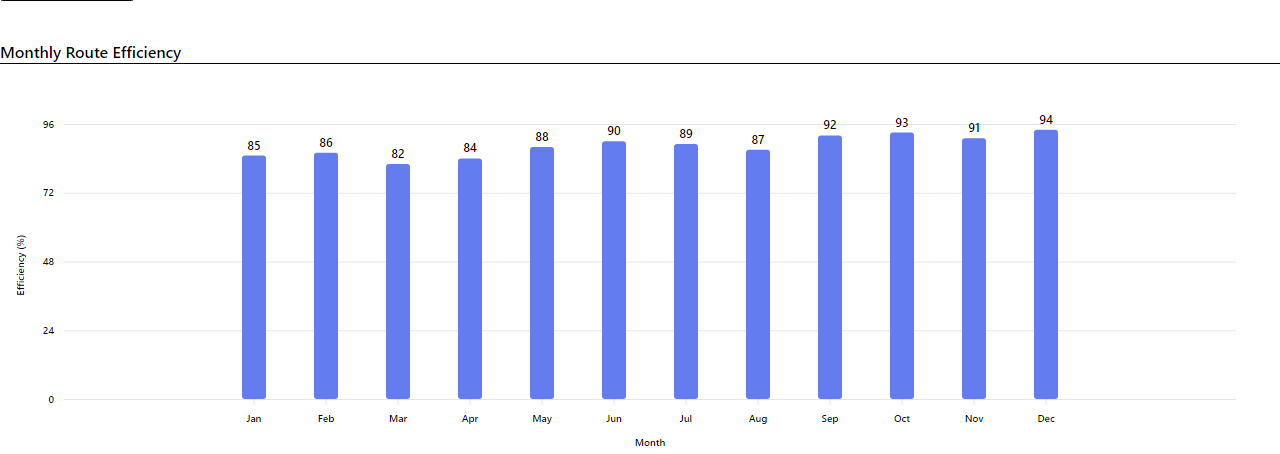 Monthly Route Efficiency
96
72
48
24
0
Efficiency (%)
85 86 82 84 88 90 89 87 92 93 91 94
Jan Feb Mar Apr May Jun Jul Aug Sep Oct Nov Dec
Month